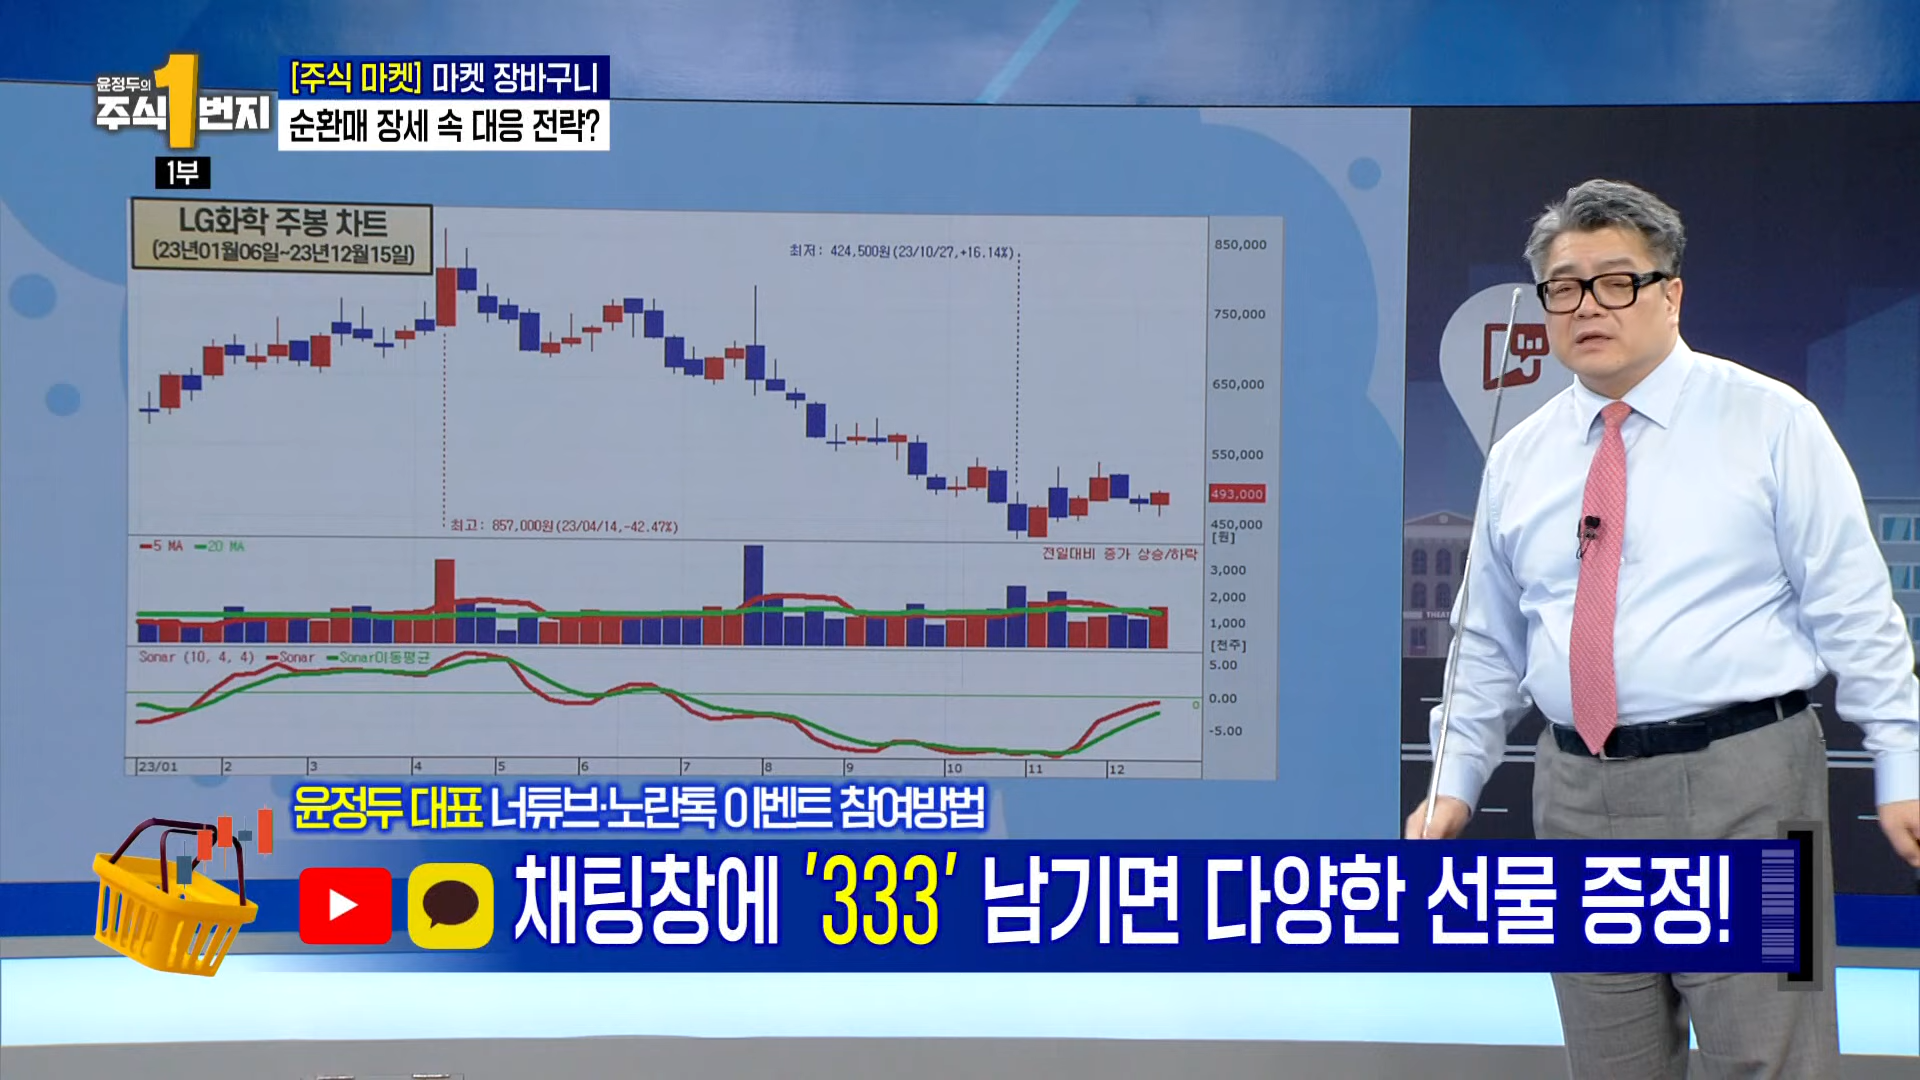 윤정두의
주식1번지
1부
[주식 마켓] 마켓 장바구니
순환매 장세 속 대응 전략?
LG화학 주봉 차트
(23년01월06일~23년12월15일)
최저: 424,500원(23/10/27,+16.14%)
최고: 857,000원(23/04/14,-42.47%)
850,000
750,000
650,000
550,000
493,000
450,000
[원]
5 MA 20 MA
전일대비 종가 상승/하락
3,000
2,000
1,000
[천주]
Sonar (10, 4, 4) Sonar Sonar이동평균
5.00
0.00
0
-5.00
23/01 2 3 4 5 6 7 8 9 10 11 12
THEAT
윤정두 대표 너튜브·노란톡 이벤트 참여방법
채팅창에 '333' 남기면 다양한 선물 증정!